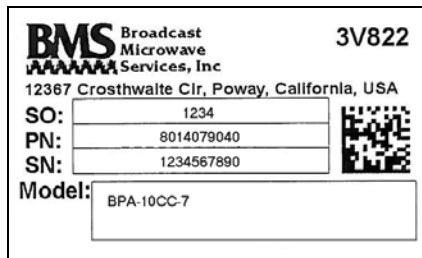 BMS Broadcast
Microwave
Services, Inc
3V822
12367 Crosthwaite Cir, Poway, California, USA
SO: 1234
PN: 8014079040
SN: 1234567890
Model: BPA-10CC-7